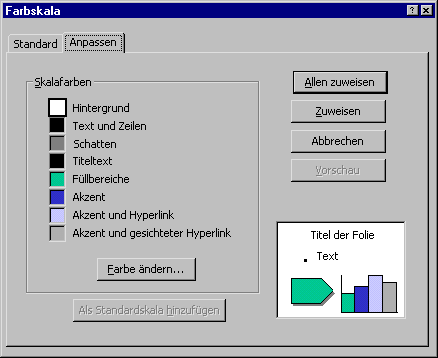 Farbskala
Standard
Anpassen
Skalafarben
Hintergrund
Text und Zeilen
Schatten
Titeltext
Füllbereiche
Akzent
Akzent und Hyperlink
Akzent und gesichteter Hyperlink
Farbe ändern...
Als Standardskala hinzufügen
Allen zuweisen
Zuweisen
Abbrechen
Vorschau
Titel der Folie
• Text